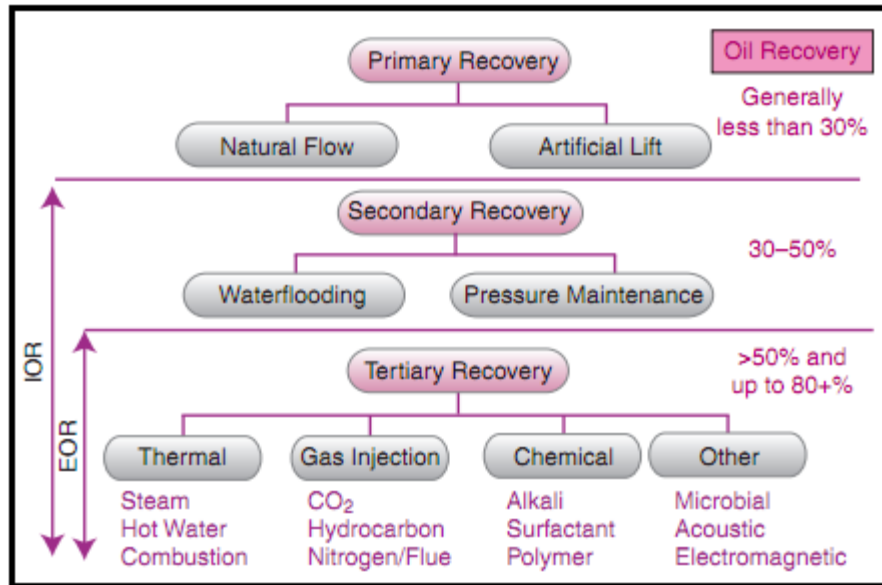 Primary Recovery
Oil Recovery
Generally
less than 30%
Natural Flow
Artificial Lift
Secondary Recovery
30–50%
Waterflooding
Pressure Maintenance
IOR
EOR
Tertiary Recovery
>50% and
up to 80+%
Thermal
Gas Injection
Chemical
Other
Steam
Hot Water
Combustion
CO₂
Hydrocarbon
Nitrogen/Flue
Alkali
Surfactant
Polymer
Microbial
Acoustic
Electromagnetic